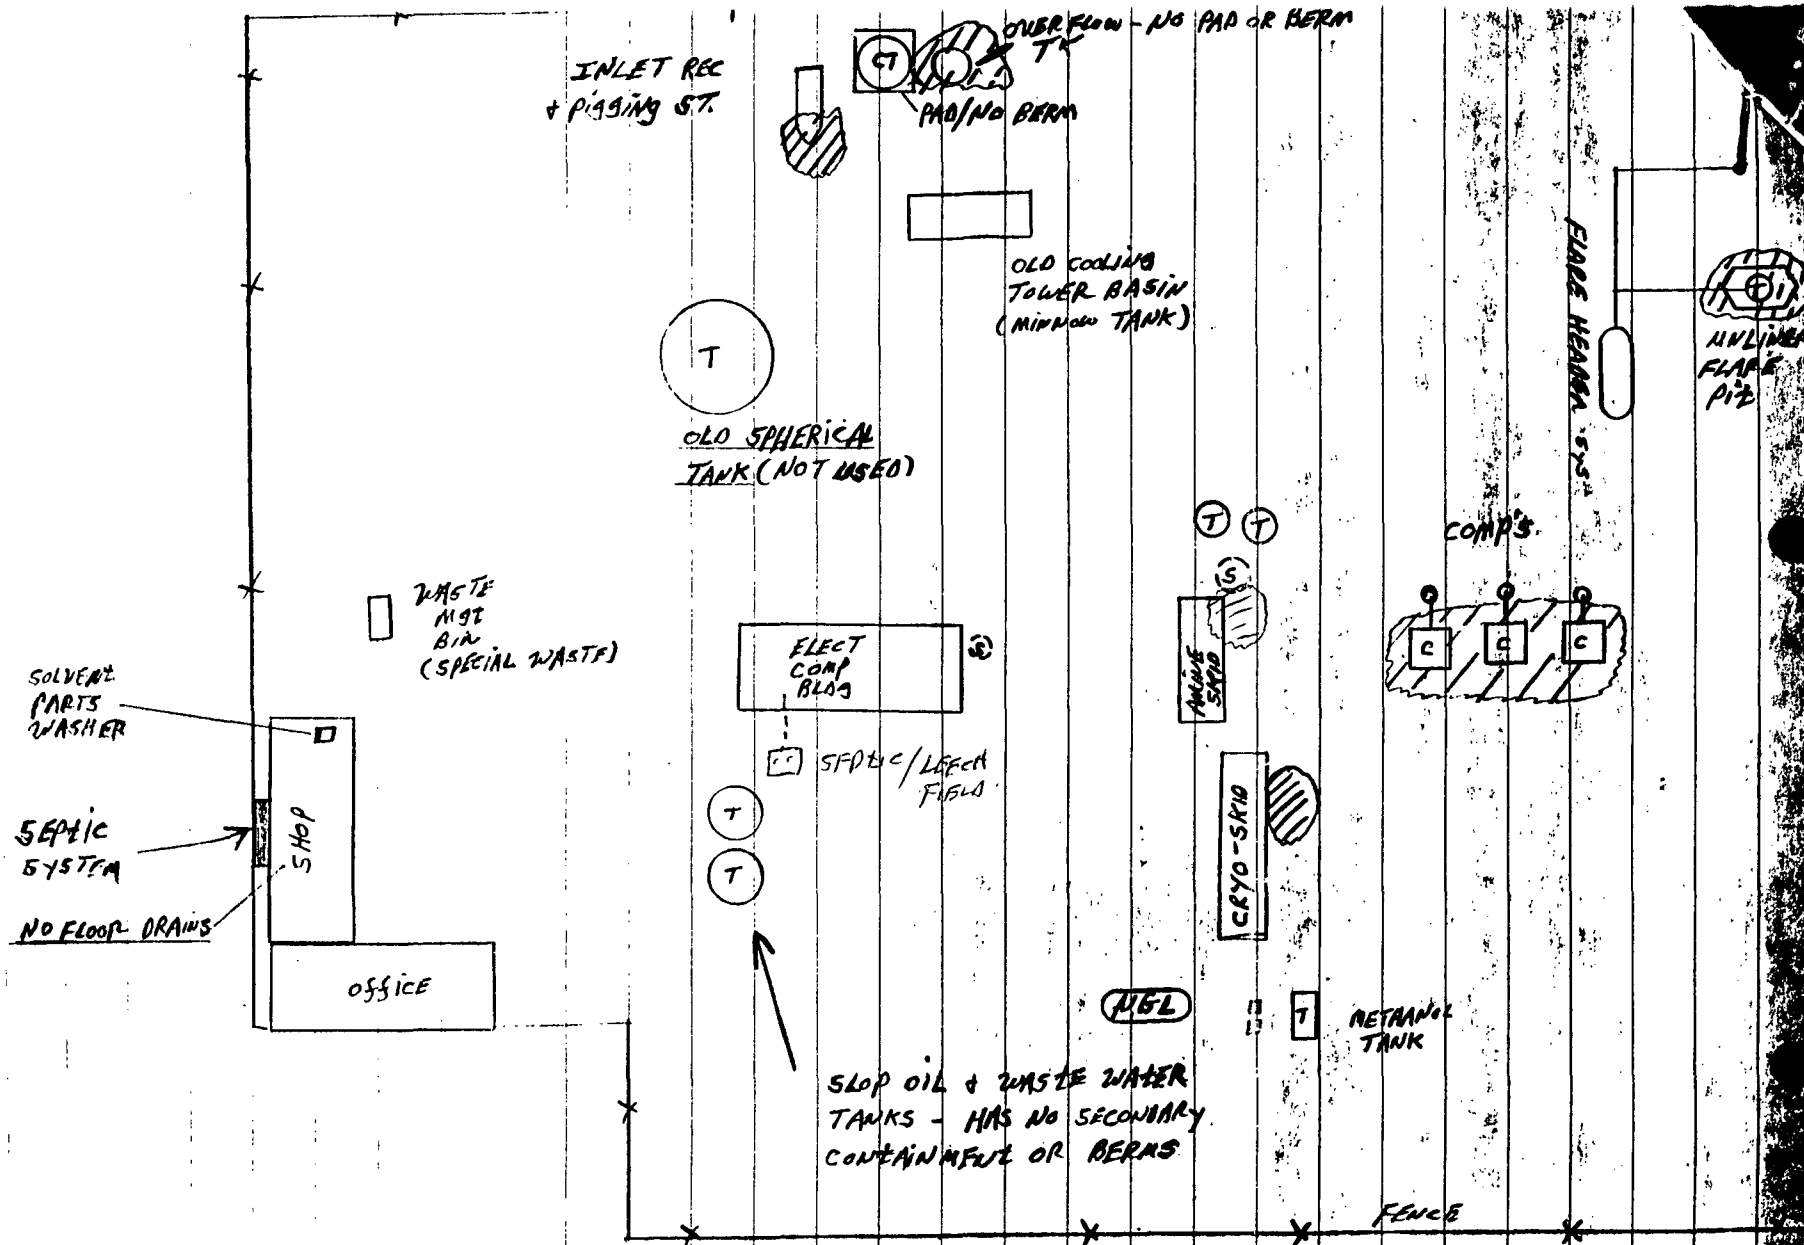 OVERFLOW - NO PAD OR BERM
T
CT
INLET REC
& PIGGING ST.
PAD/NO BERM
OLD COOLING
TOWER BASIN
(MINNOW TANK)
FLARE HEADER SYS
T
UNLINED
FLARE
Pit
T
OLD SPHERICAL
TANK (NOT USED)
T
T
COMP'S
WASTE
Mgt
Bin
(SPECIAL WASTE)
ELECT
COMP
BLDG
(S)
(S)
AMINE
SKID
C
C
C
SOLVENT
PARTS
WASHER
SEPtiC/LEECH
FIELD
T
T
SHOP
SEPtiC
SYSTEM
CRYO-SKID
NO FLOOR DRAINS
OFFICE
NGL
T
METHANOL
TANK
SLOP OIL & WASTE WATER
TANKS - HAS NO SECONDARY
CONTAINMENT OR BERMS
FENCE